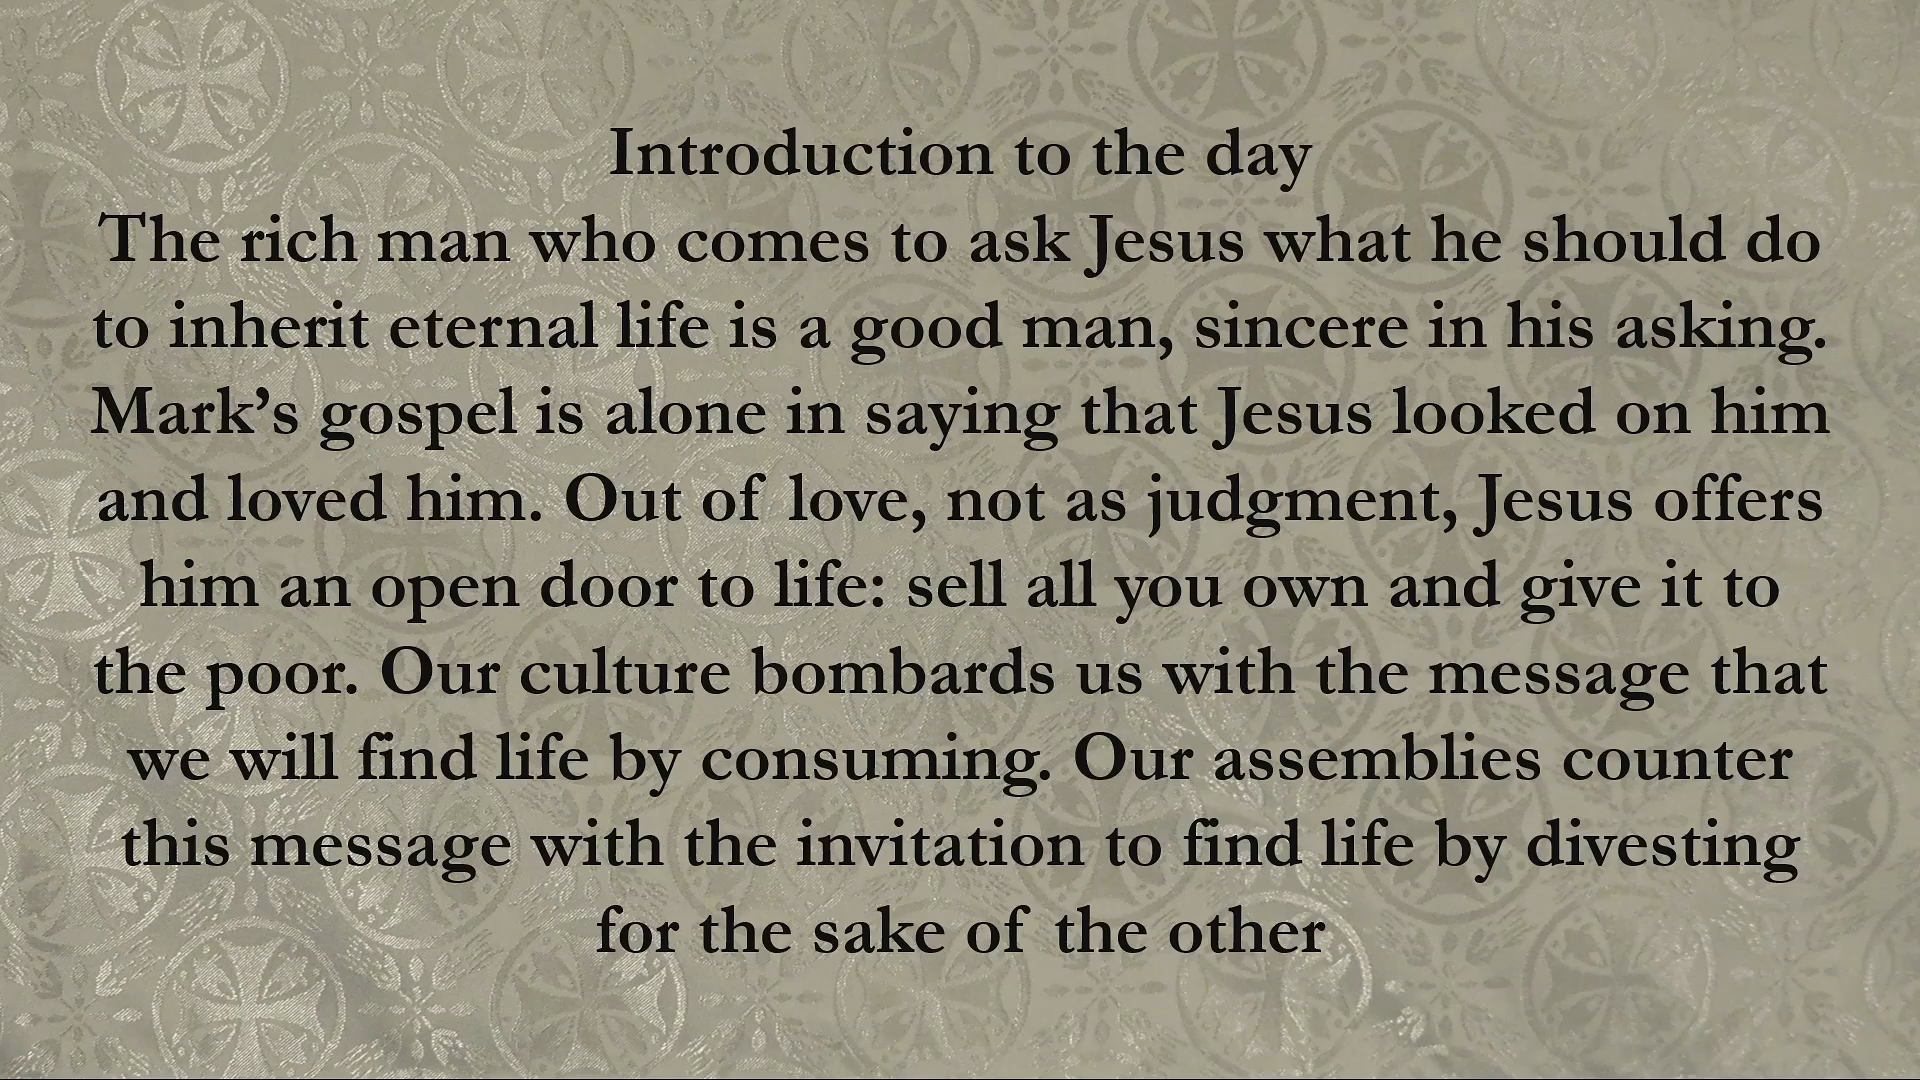 Introduction to the day
The rich man who comes to ask Jesus what he should do
to inherit eternal life is a good man, sincere in his asking.
Mark’s gospel is alone in saying that Jesus looked on him
and loved him. Out of love, not as judgment, Jesus offers
him an open door to life: sell all you own and give it to
the poor. Our culture bombards us with the message that
we will find life by consuming. Our assemblies counter
this message with the invitation to find life by divesting
for the sake of the other